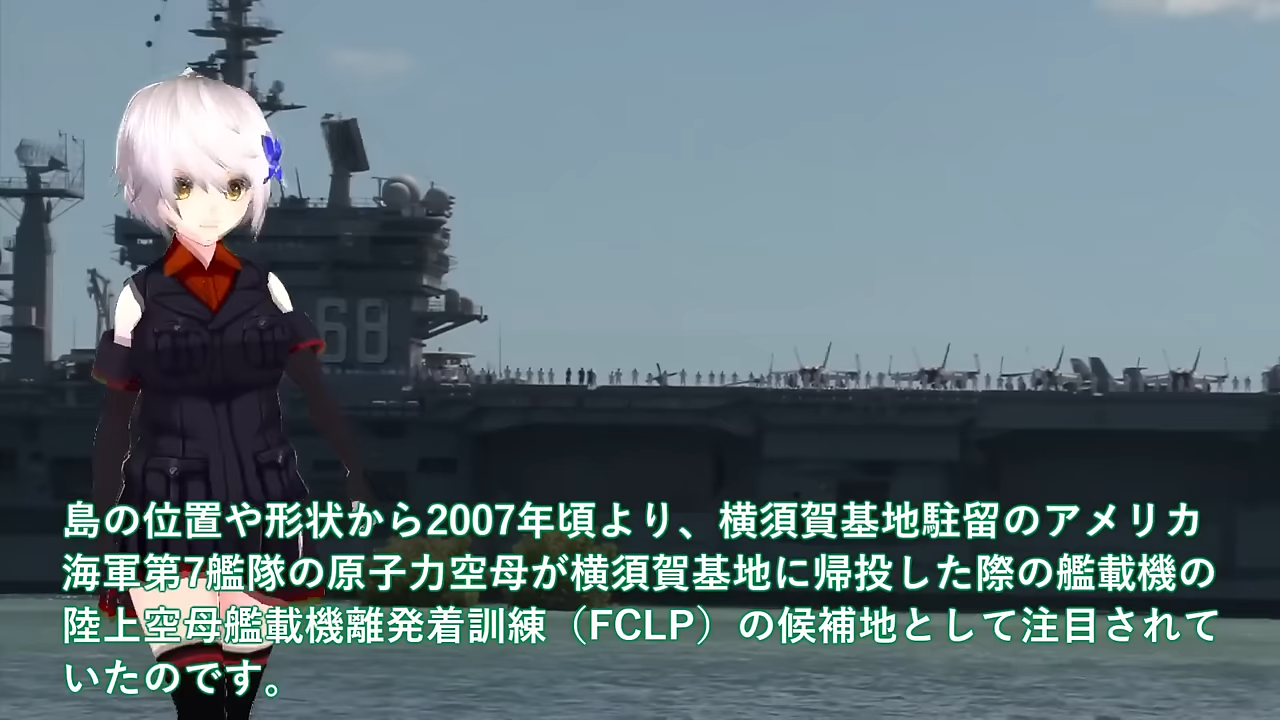 68
島の位置や形状から2007年頃より、横須賀基地駐留のアメリカ
海軍第7艦隊の原子力空母が横須賀基地に帰投した際の艦載機の
陸上空母艦載機離発着訓練（FCLP）の候補地として注目されて
いたのです。